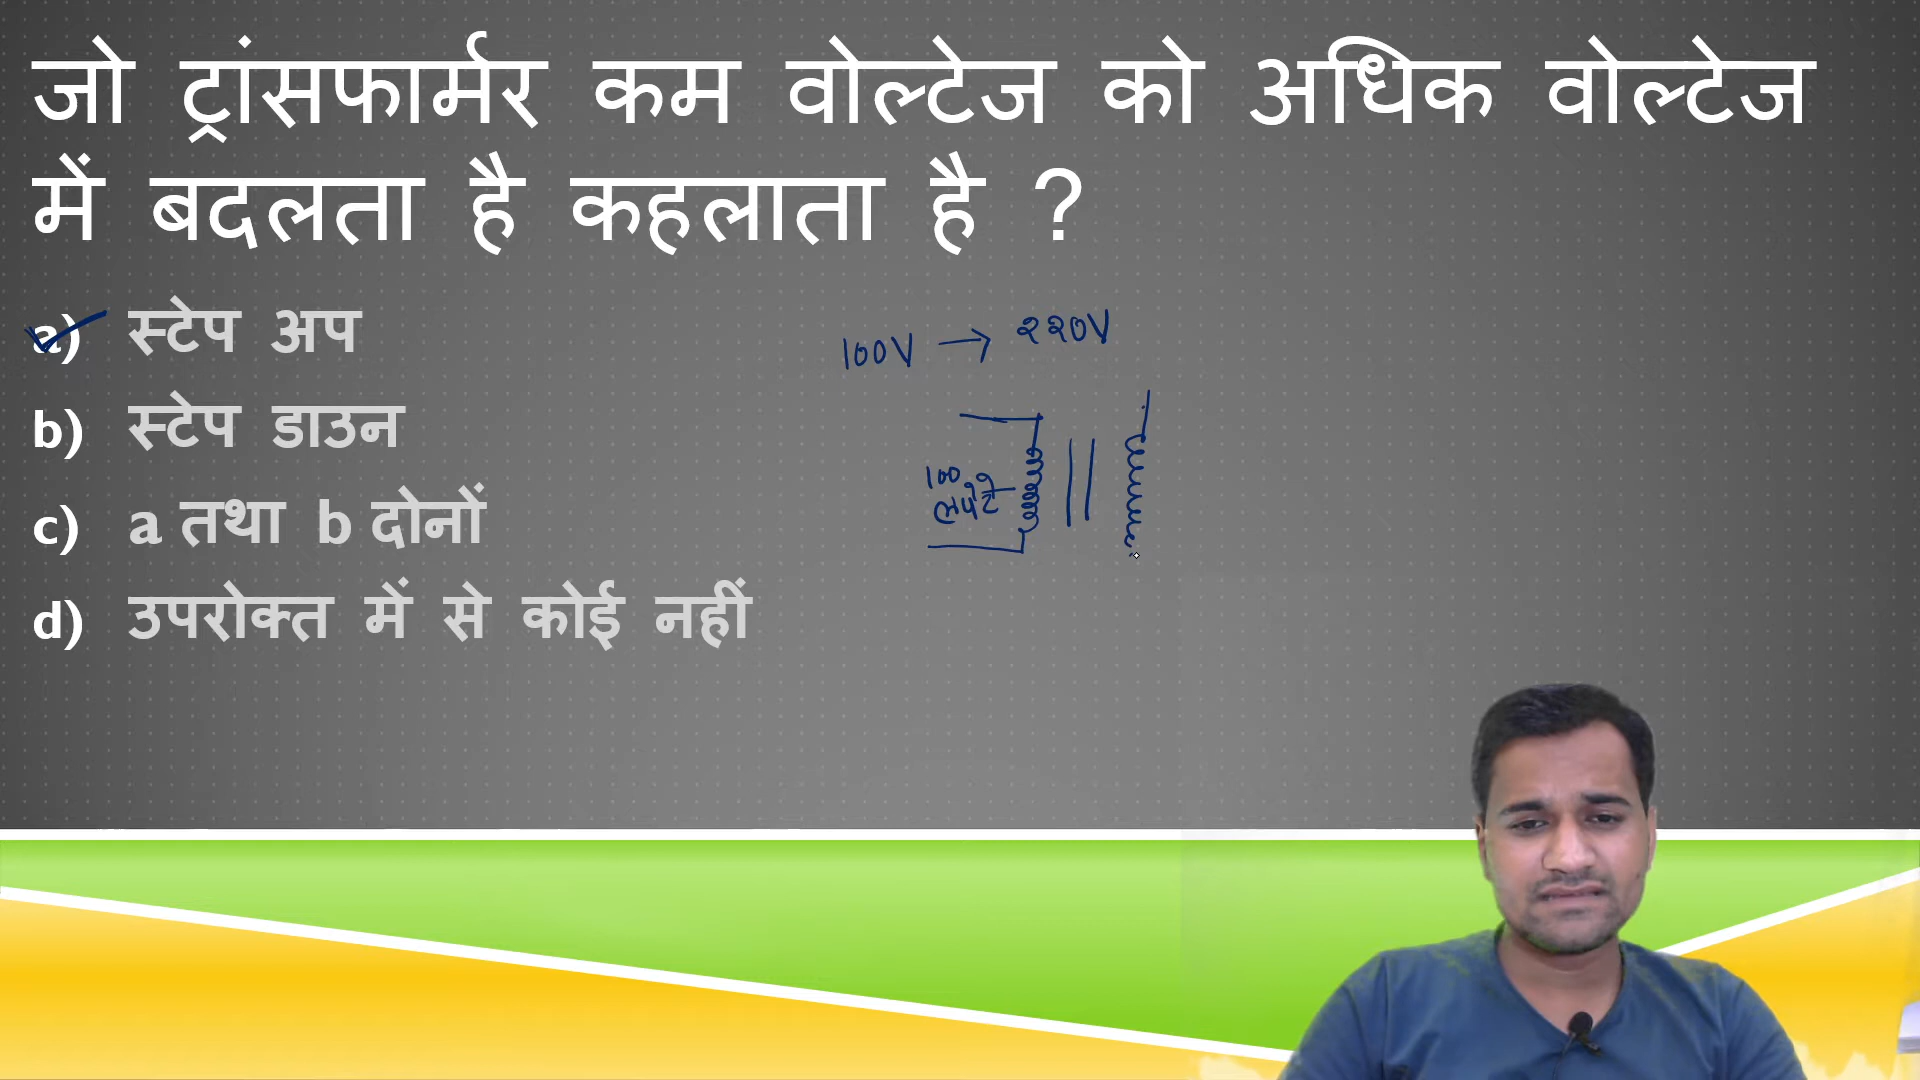 जो ट्रांसफार्मर कम वोल्टेज को अधिक वोल्टेज
में बदलता है कहलाता है ?
a) स्टेप अप
b) स्टेप डाउन
c) a तथा b दोनों
d) उपरोक्त में से कोई नहीं
100V → २२0V
100
लपेटे